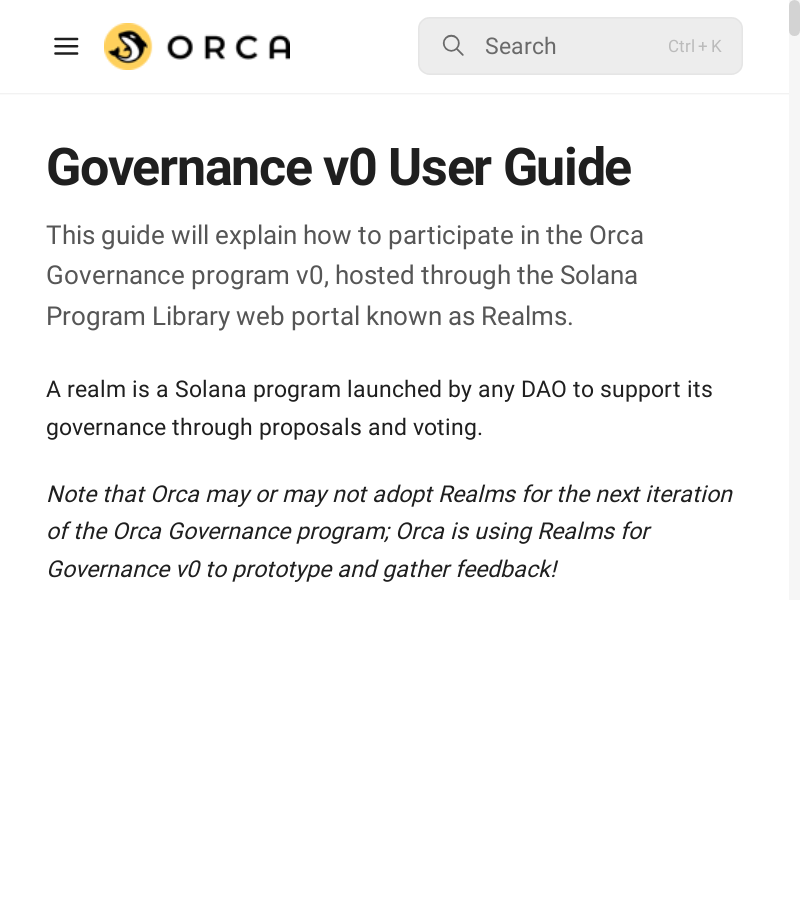 ORCA
Search
Ctrl + K
Governance v0 User Guide
This guide will explain how to participate in the Orca
Governance program v0, hosted through the Solana
Program Library web portal known as Realms.
A realm is a Solana program launched by any DAO to support its
governance through proposals and voting.
Note that Orca may or may not adopt Realms for the next iteration
of the Orca Governance program; Orca is using Realms for
Governance v0 to prototype and gather feedback!